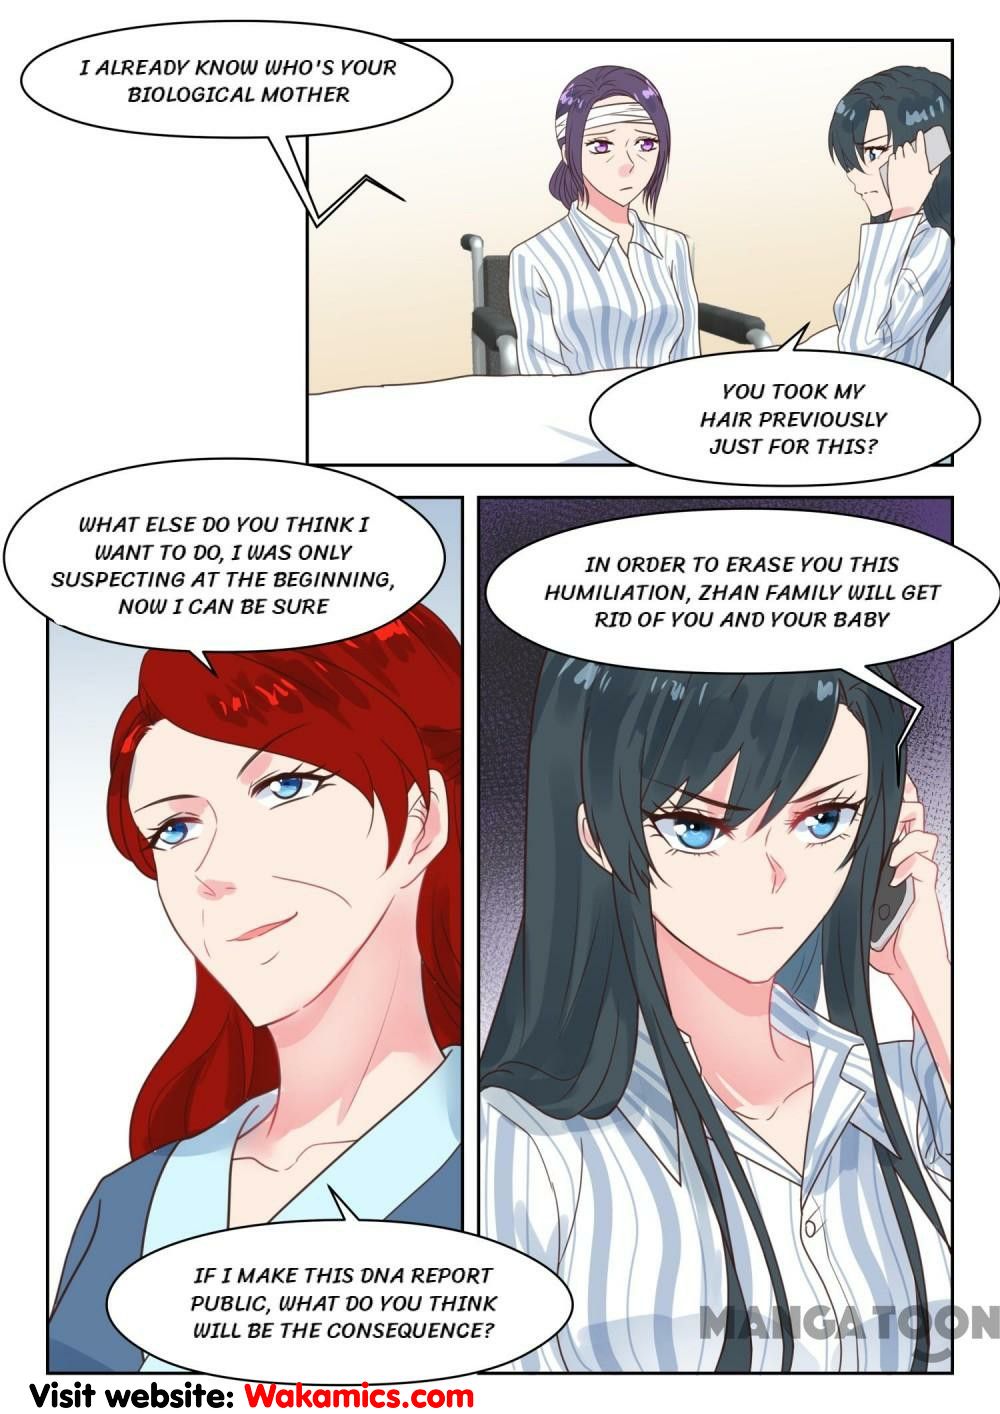 I ALREADY KNOW WHO'S YOUR
BIOLOGICAL MOTHER
YOU TOOK MY
HAIR PREVIOUSLY
JUST FOR THIS?
WHAT ELSE DO YOU THINK I
WANT TO DO, I WAS ONLY
SUSPECTING AT THE BEGINNING,
NOW I CAN BE SURE
IN ORDER TO ERASE YOU THIS
HUMILIATION, ZHAN FAMILY WILL GET
RID OF YOU AND YOUR BABY
IF I MAKE THIS DNA REPORT
PUBLIC, WHAT DO YOU THINK
WILL BE THE CONSEQUENCE?
MANGATOON
Visit website: Wakamics.com